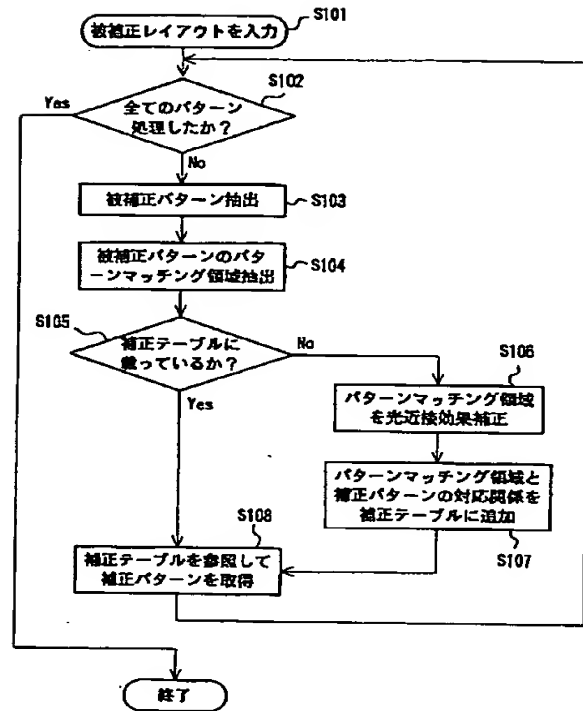 被補正レイアウトを入力
S101
S102
Yes
全てのパターン
処理したか？
No
被補正パターン抽出
S103
被補正パターンのパタ
ーンマッチング領域抽出
S104
S105
補正テーブルに
載っているか？
No
Yes
S106
パターンマッチング領域
を光近接効果補正
パターンマッチング領域と
補正パターンの対応関係を
補正テーブルに追加
S107
S108
補正テーブルを参照して
補正パターンを取得
終了